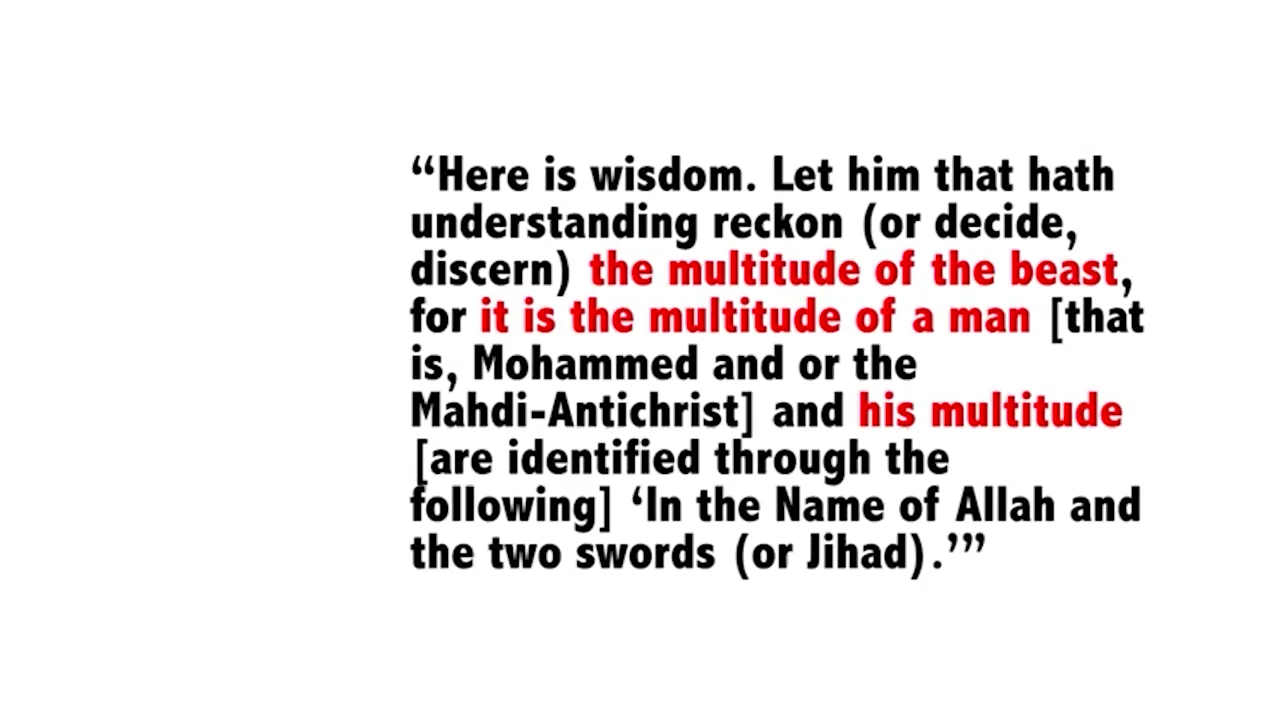 “Here is wisdom. Let him that hath
understanding reckon (or decide,
discern) the multitude of the beast,
for it is the multitude of a man [that
is, Mohammed and or the
Mahdi-Antichrist] and his multitude
[are identified through the
following] ‘In the Name of Allah and
the two swords (or Jihad).’”